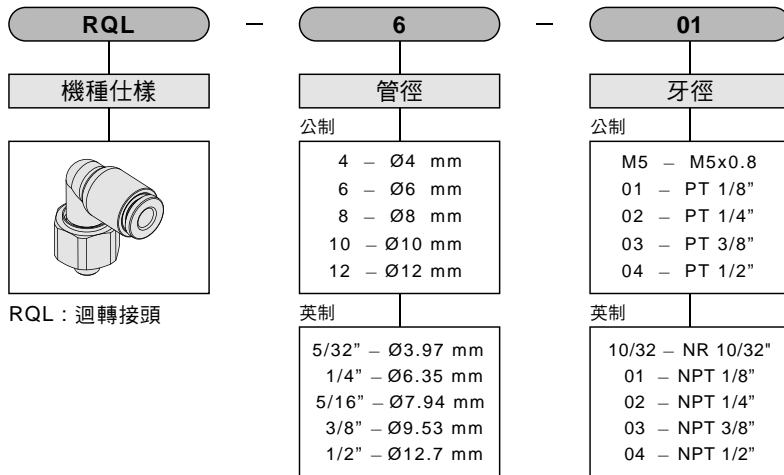 RQL – 6 – 01
機種仕樣
RQL：迴轉接頭
管徑
公制
4 – Ø4 mm
6 – Ø6 mm
8 – Ø8 mm
10 – Ø10 mm
12 – Ø12 mm
英制
5/32” – Ø3.97 mm
1/4” – Ø6.35 mm
5/16” – Ø7.94 mm
3/8” – Ø9.53 mm
1/2” – Ø12.7 mm
牙徑
公制
M5 – M5x0.8
01 – PT 1/8”
02 – PT 1/4”
03 – PT 3/8”
04 – PT 1/2”
英制
10/32 – NR 10/32"
01 – NPT 1/8”
02 – NPT 1/4”
03 – NPT 3/8”
04 – NPT 1/2”